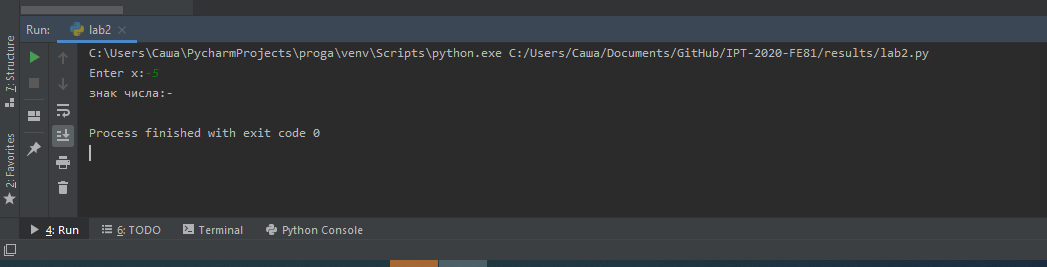 Run: lab2
7: Structure
2: Favorites
C:\Users\Саша\PycharmProjects\proga\venv\Scripts\python.exe C:/Users/Саша/Documents/GitHub/IPT-2020-FE81/results/lab2.py
Enter x:-5
знак числа:-
Process finished with exit code 0
4: Run 6: TODO Terminal Python Console